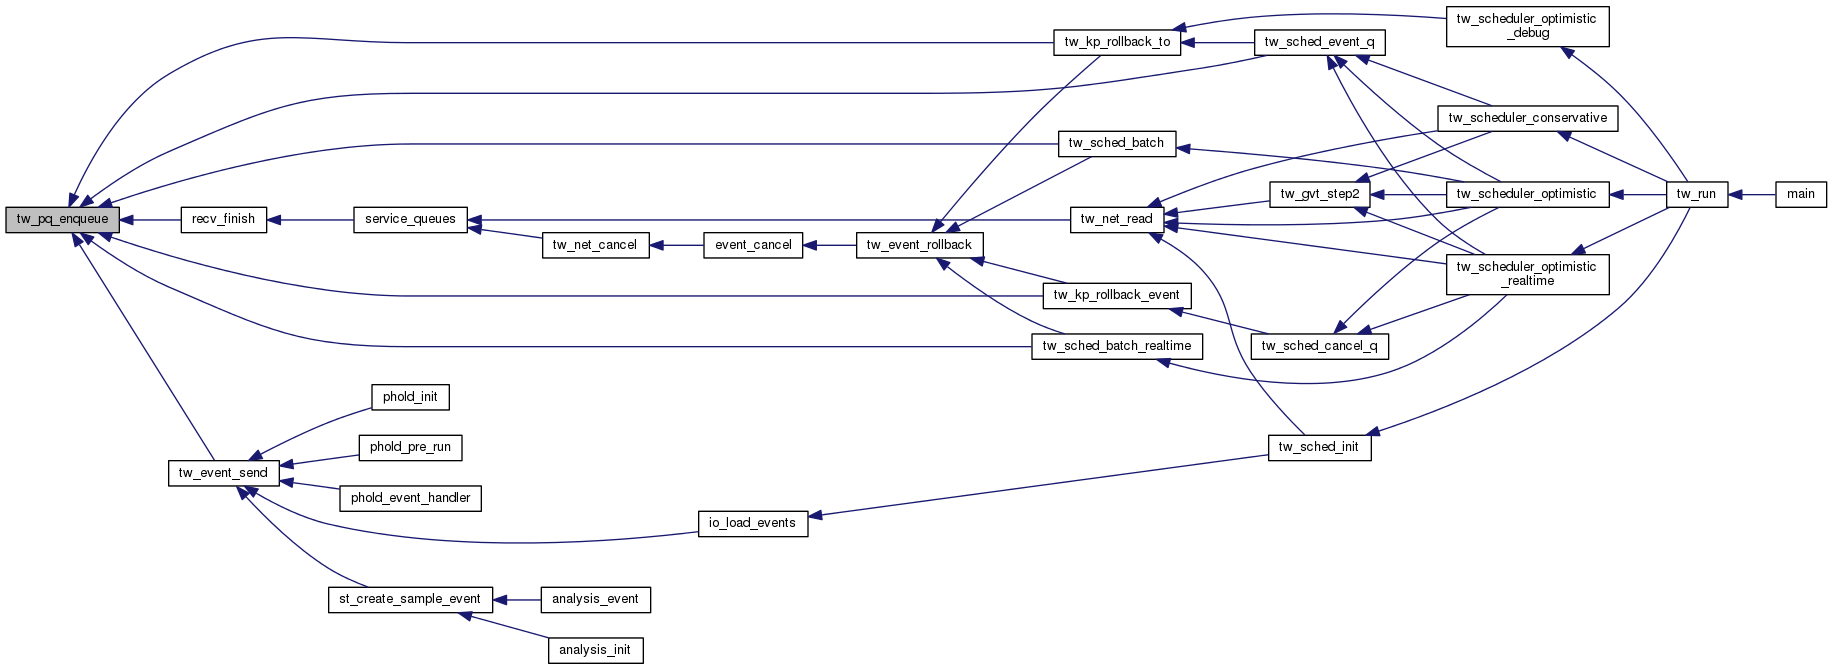 tw_scheduler_optimistic
_debug
tw_kp_rollback_to
tw_sched_event_q
tw_scheduler_conservative
tw_sched_batch
tw_gvt_step2
tw_scheduler_optimistic
tw_run
main
tw_pq_enqueue
recv_finish
service_queues
tw_net_read
tw_net_cancel
event_cancel
tw_event_rollback
tw_scheduler_optimistic
_realtime
tw_kp_rollback_event
tw_sched_batch_realtime
tw_sched_cancel_q
phold_init
phold_pre_run
tw_sched_init
tw_event_send
phold_event_handler
io_load_events
st_create_sample_event
analysis_event
analysis_init